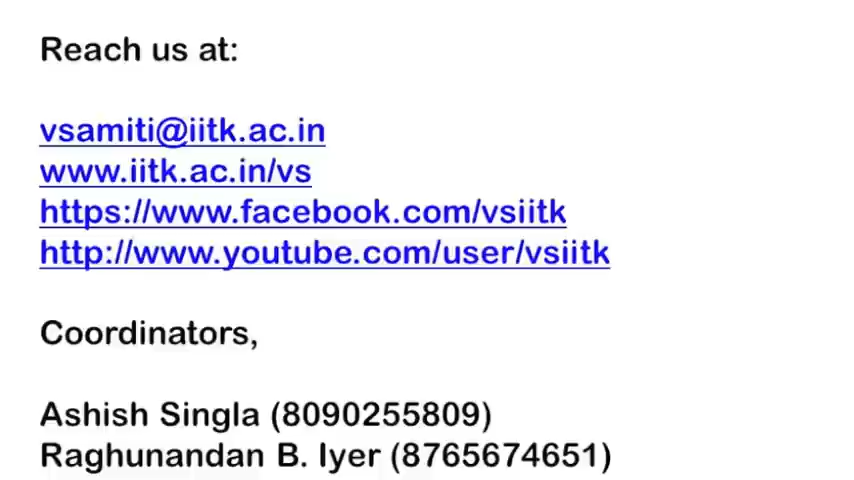 Reach us at:
vsamiti@iitk.ac.in
www.iitk.ac.in/vs
https://www.facebook.com/vsiitk
http://www.youtube.com/user/vsiitk
Coordinators,
Ashish Singla (8090255809)
Raghunandan B. Iyer (8765674651)